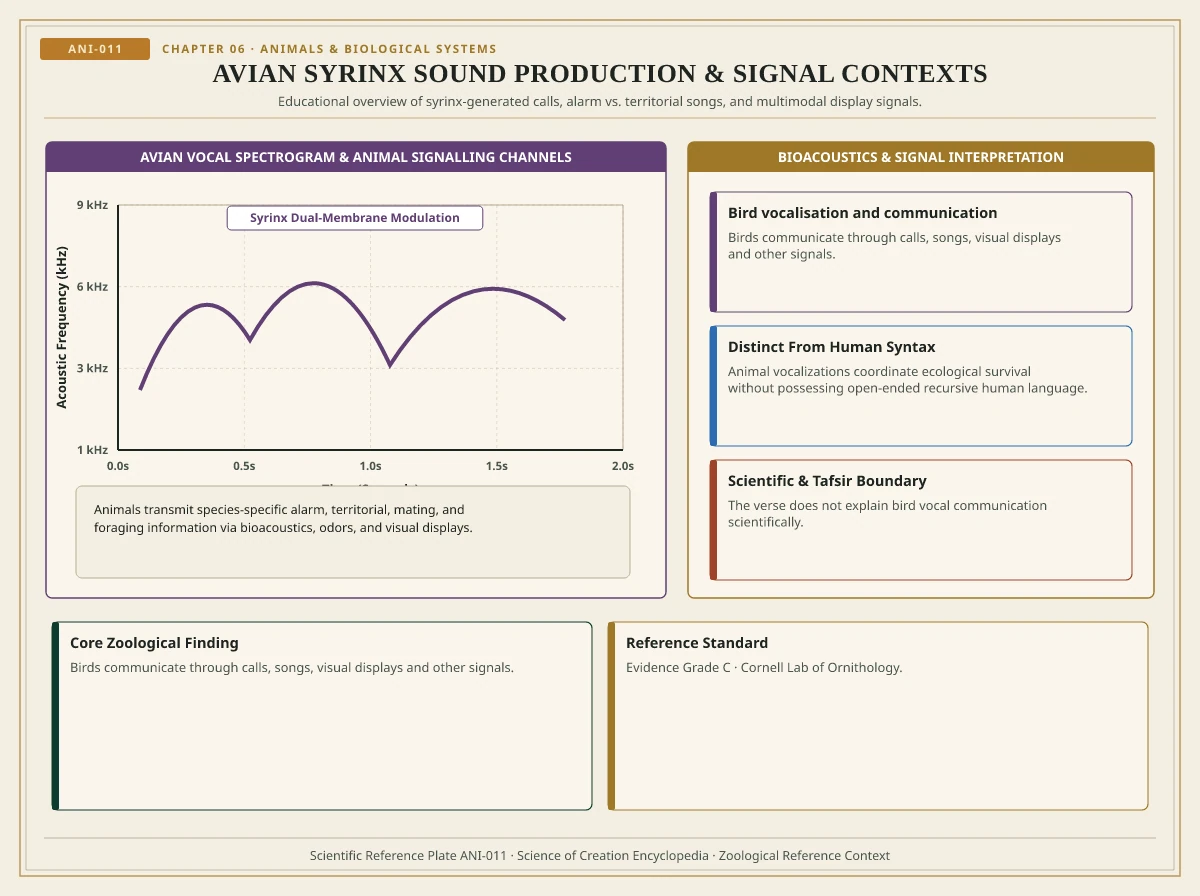 ANI-011
CHAPTER 06 · ANIMALS & BIOLOGICAL SYSTEMS
AVIAN SYRINX SOUND PRODUCTION & SIGNAL CONTEXTS
Educational overview of syrinx-generated calls, alarm vs. territorial songs, and multimodal display signals.
AVIAN VOCAL SPECTROGRAM & ANIMAL SIGNALLING CHANNELS
9 kHz
Syrinx Dual-Membrane Modulation
6 kHz
3 kHz
1 kHz
Acoustic Frequency (kHz)
0.0s
0.5s
1.0s
1.5s
2.0s
Animals transmit species-specific alarm, territorial, mating, and
foraging information via bioacoustics, odors, and visual displays.
BIOACOUSTICS & SIGNAL INTERPRETATION
Bird vocalisation and communication
Birds communicate through calls, songs, visual displays
and other signals.
Distinct From Human Syntax
Animal vocalizations coordinate ecological survival
without possessing open-ended recursive human language.
Scientific & Tafsir Boundary
The verse does not explain bird vocal communication
scientifically.
Core Zoological Finding
Birds communicate through calls, songs, visual displays and other signals.
Reference Standard
Evidence Grade C · Cornell Lab of Ornithology.
Scientific Reference Plate ANI-011 · Science of Creation Encyclopedia · Zoological Reference Context